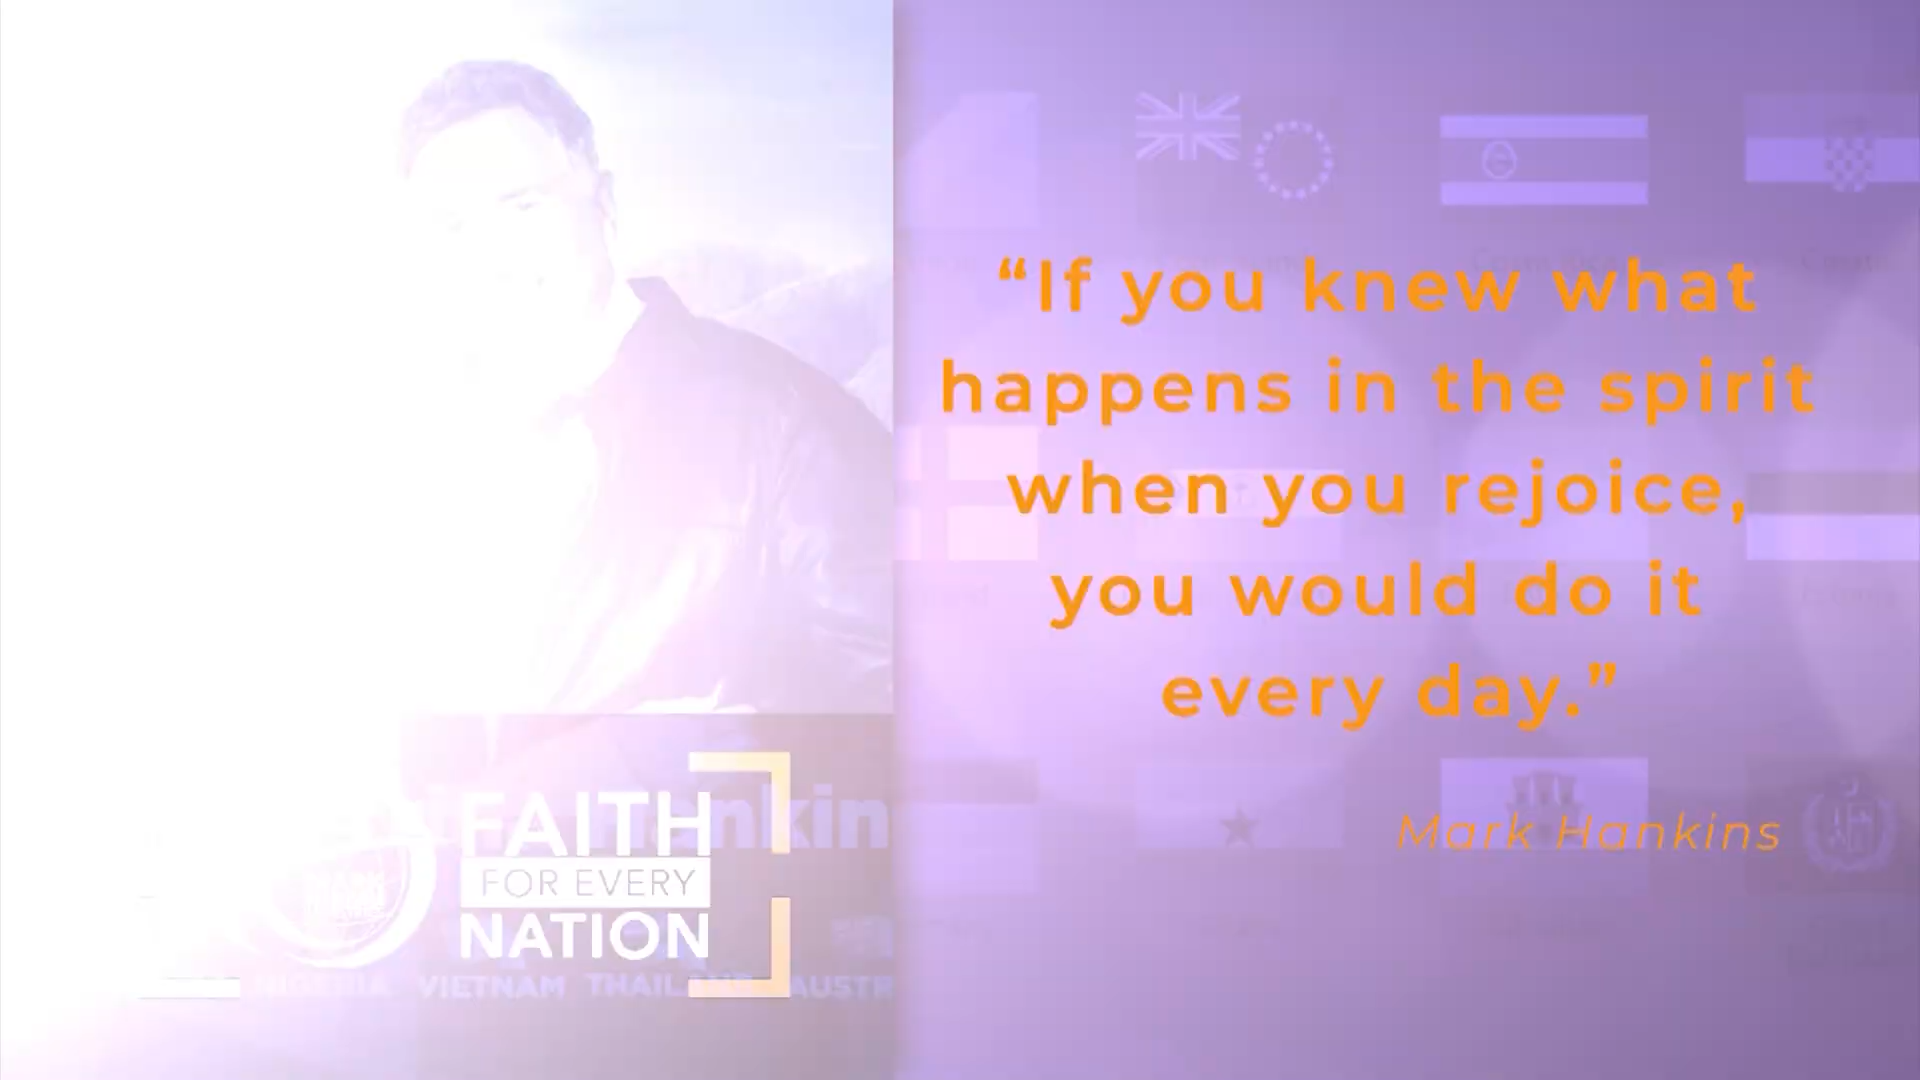 “If you knew what
happens in the spirit
when you rejoice,
you would do it
every day.”
Mark Hankins
FAITH
FOR EVERY
NATION
VIETNAM